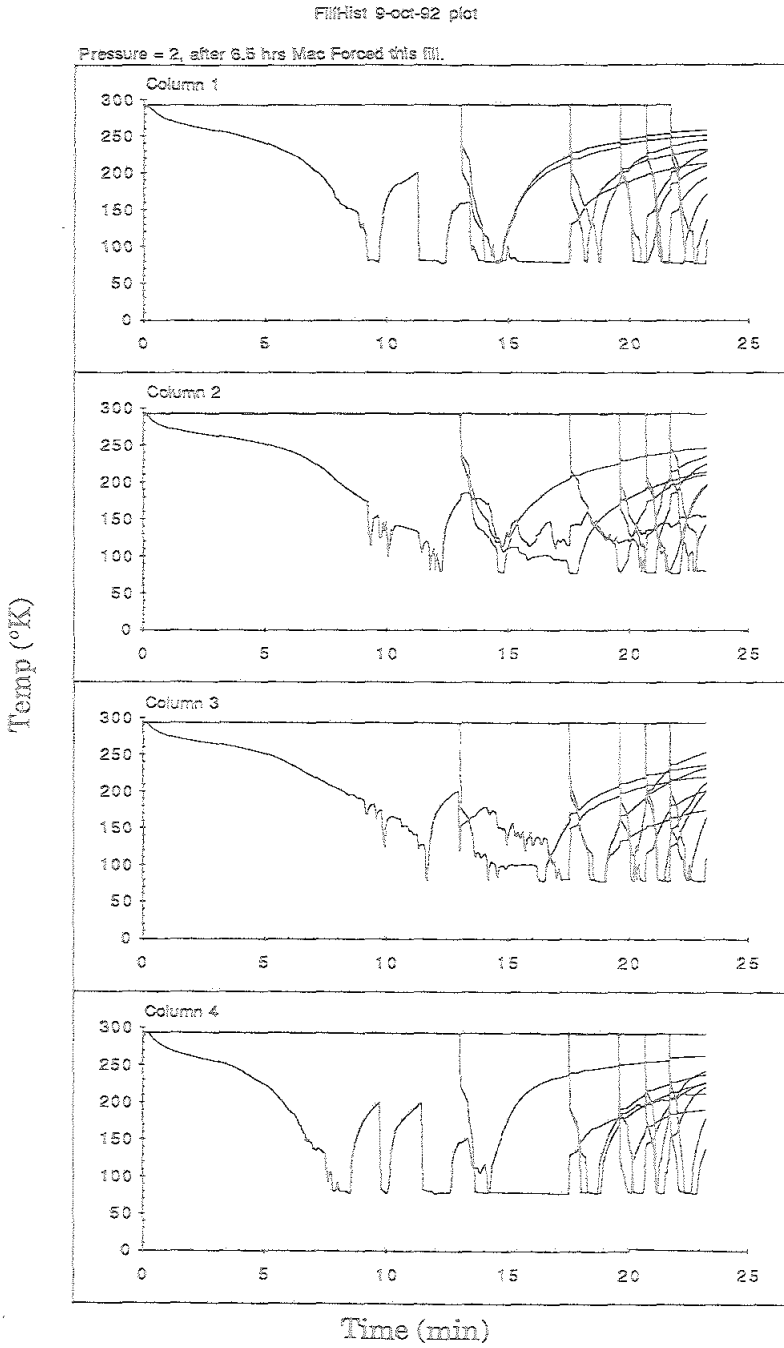 FillHist 9-oct-92 plot
Pressure = 2, after 6.5 hrs Mac Forced this fill.
Column 1
300
250
200
150
100
50
0
0 5 10 15 20 25
Column 2
300
250
200
150
100
50
0
0 5 10 15 20 25
Temp (°K)
Column 3
300
250
200
150
100
50
0
0 5 10 15 20 25
Column 4
300
250
200
150
100
50
0
0 5 10 15 20 25
Time (min)